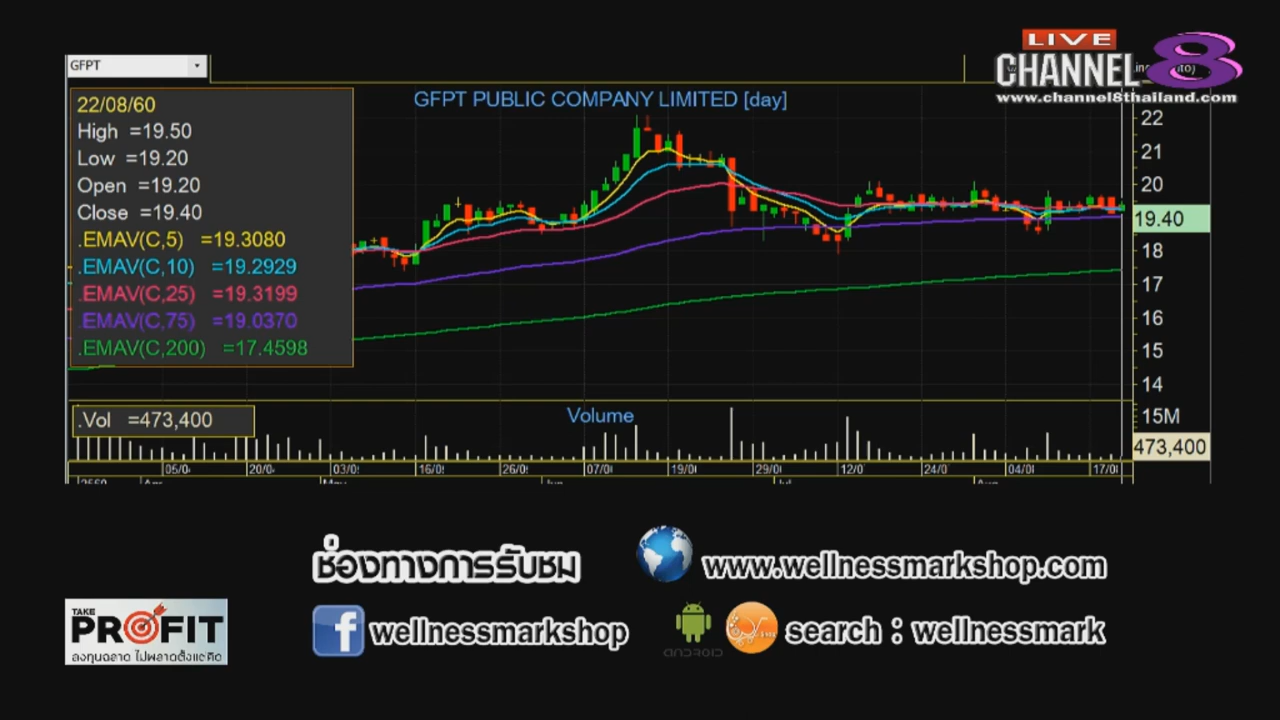 LIVE
CHANNEL 8
www.channel8thailand.com
GFPT
GFPT PUBLIC COMPANY LIMITED [day]
22/08/60
High =19.50
Low =19.20
Open =19.20
Close =19.40
.EMAV(C,5) =19.3080
.EMAV(C,10) =19.2929
.EMAV(C,25) =19.3199
.EMAV(C,75) =19.0370
.EMAV(C,200) =17.4598
22
21
20
19.40
18
17
16
15
14
.Vol =473,400
Volume
15M
473,400
05/0 20/0 03/0 16/0 26/0 07/0 19/0 29/0 12/0 24/0 04/0 17/0
ช่องทางการรับชม
www.wellnessmarkshop.com
TAKE
PROFIT
ลงทุนฉลาด ไม่พลาดตั้งแต่คิด
wellnessmarkshop
ANDROID
search : wellnessmark